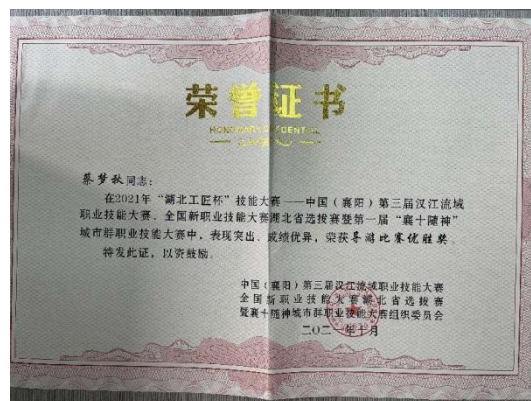 荣誉证书
蔡梦秋同志：
在2021年“湖北工匠杯”技能大赛——中国（襄阳）第三届汉江流域
职业技能大赛、全国新职业技能大赛湖北省选拔赛暨第一届“襄十随神”
城市群职业技能大赛中，表现突出、成绩优异，荣获导游比赛优胜奖。
特发此证，以资鼓励。
中国（襄阳）第三届汉江流域职业技能大赛
全国新职业技能大赛湖北省选拔赛
暨襄十随神城市群职业技能大赛组织委员会
二〇二一年十月